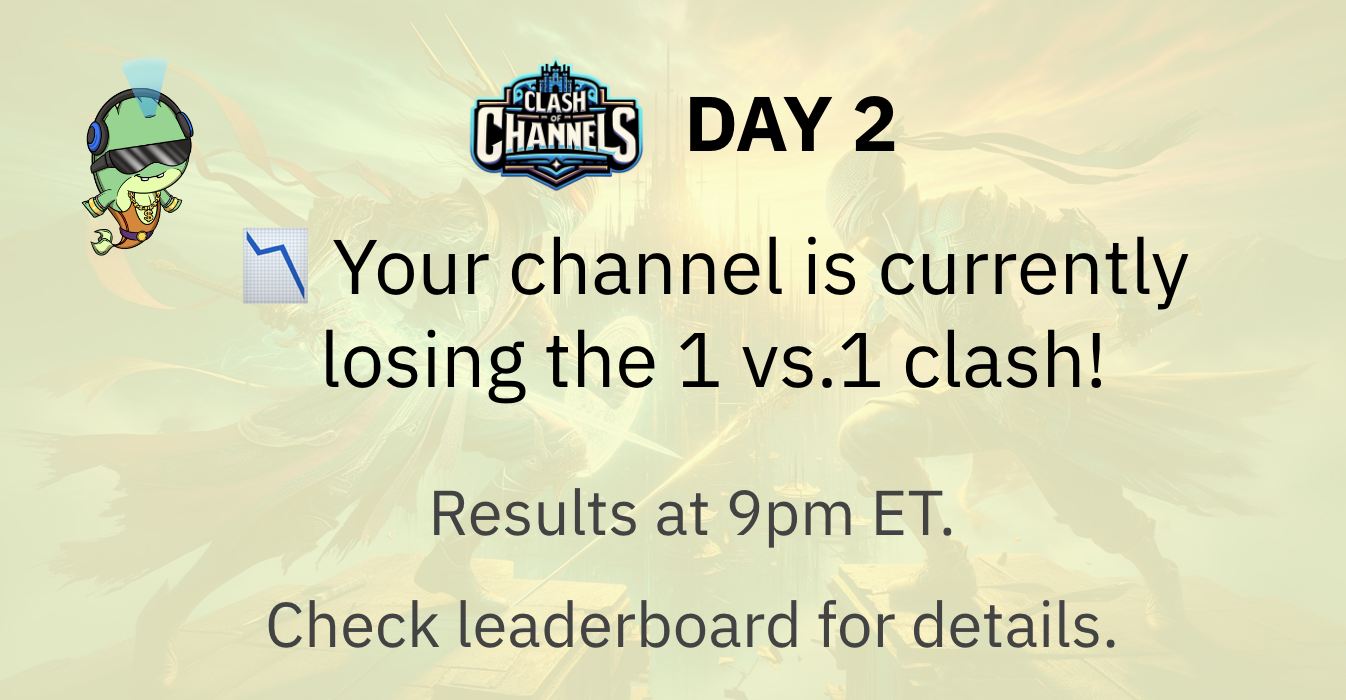 CLASH
OF
CHANNELS
DAY 2
📉 Your channel is currently
losing the 1 vs.1 clash!
Results at 9pm ET.
Check leaderboard for details.